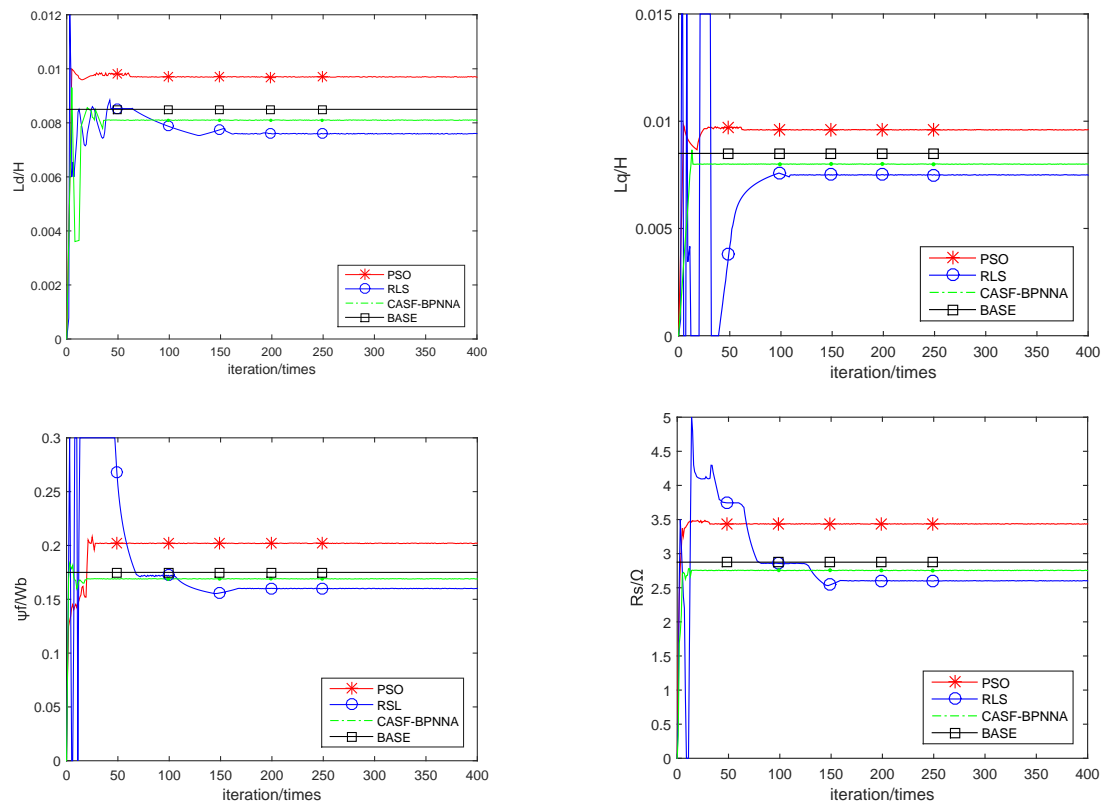 0.012
0.01
0.008
0.006
0.004
0.002
0
Ld/H
0 50 100 150 200 250 300 350 400
iteration/times
PSO
RLS
CASF-BPNNA
BASE
0.015
0.01
0.005
0
Lq/H
0 50 100 150 200 250 300 350 400
iteration/times
PSO
RLS
CASF-BPNNA
BASE
0.3
0.25
0.2
0.15
0.1
0.05
0
ψf/Wb
0 50 100 150 200 250 300 350 400
iteration/times
PSO
RSL
CASF-BPNNA
BASE
5
4.5
4
3.5
3
2.5
2
1.5
1
0.5
0
Rs/Ω
0 50 100 150 200 250 300 350 400
iteration/times
PSO
RLS
CASF-BPNNA
BASE